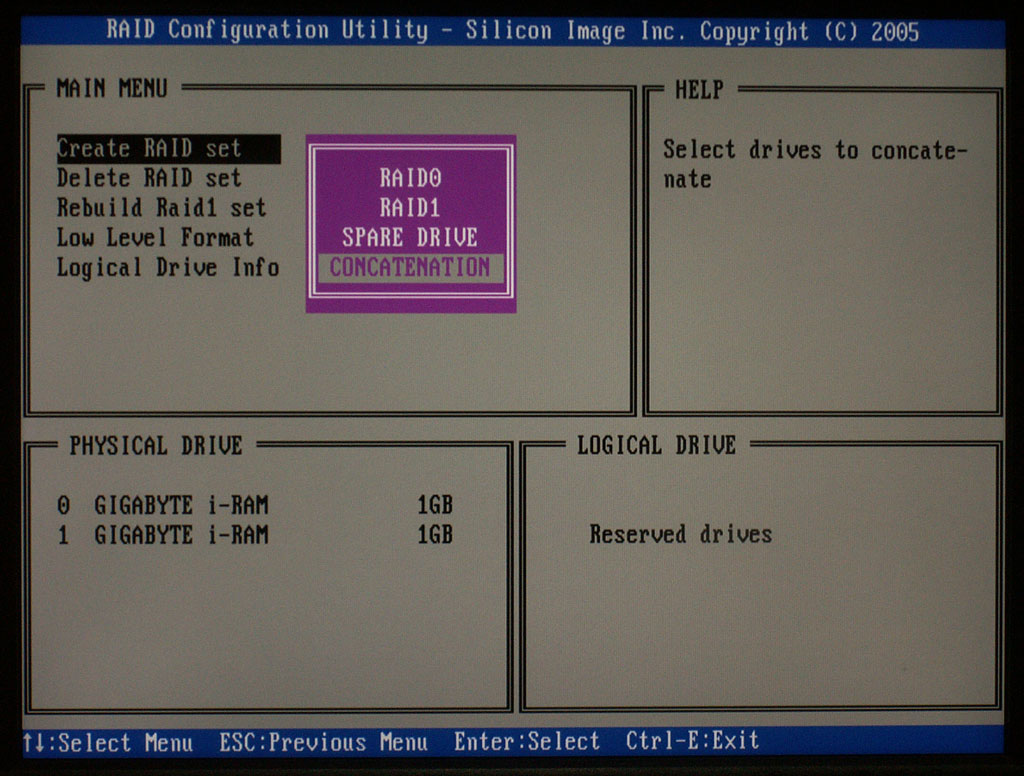 RAID Configuration Utility - Silicon Image Inc. Copyright (C) 2005
MAIN MENU
Create RAID set
Delete RAID set
Rebuild Raid1 set
Low Level Format
Logical Drive Info
RAID0
RAID1
SPARE DRIVE
CONCATENATION
HELP
Select drives to concate-
nate
PHYSICAL DRIVE
0 GIGABYTE i-RAM 1GB
1 GIGABYTE i-RAM 1GB
LOGICAL DRIVE
Reserved drives
↑↓:Select Menu ESC:Previous Menu Enter:Select Ctrl-E:Exit